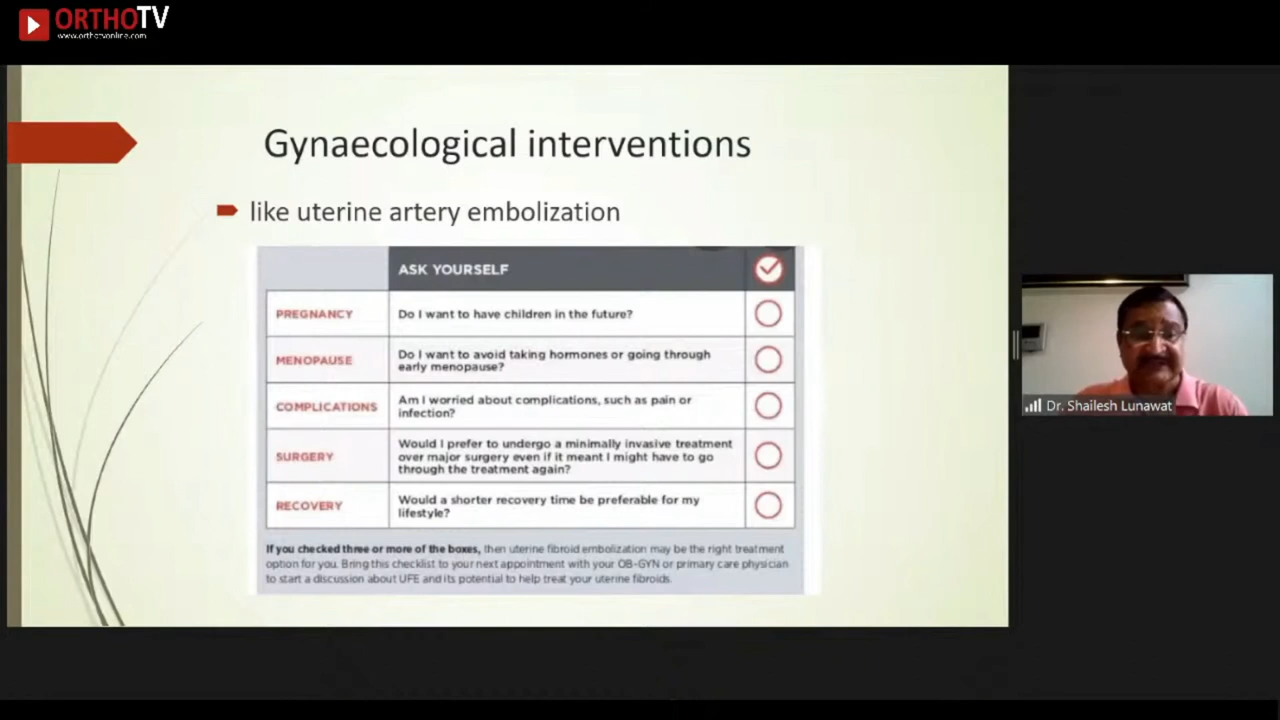 ORTHOTV
www.orthotvonline.com
Gynaecological interventions
like uterine artery embolization
ASK YOURSELF
PREGNANCY
Do I want to have children in the future?
MENOPAUSE
Do I want to avoid taking hormones or going through
early menopause?
COMPLICATIONS
Am I worried about complications, such as pain or
infection?
SURGERY
Would I prefer to undergo a minimally invasive treatment
over major surgery even if it meant I might have to go
through the treatment again?
RECOVERY
Would a shorter recovery time be preferable for my
lifestyle?
If you checked three or more of the boxes, then uterine fibroid embolization may be the right treatment
option for you. Bring this checklist to your next appointment with your OB-GYN or primary care physician
to start a discussion about UFE and its potential to help treat your uterine fibroids.
Dr. Shailesh Lunawat